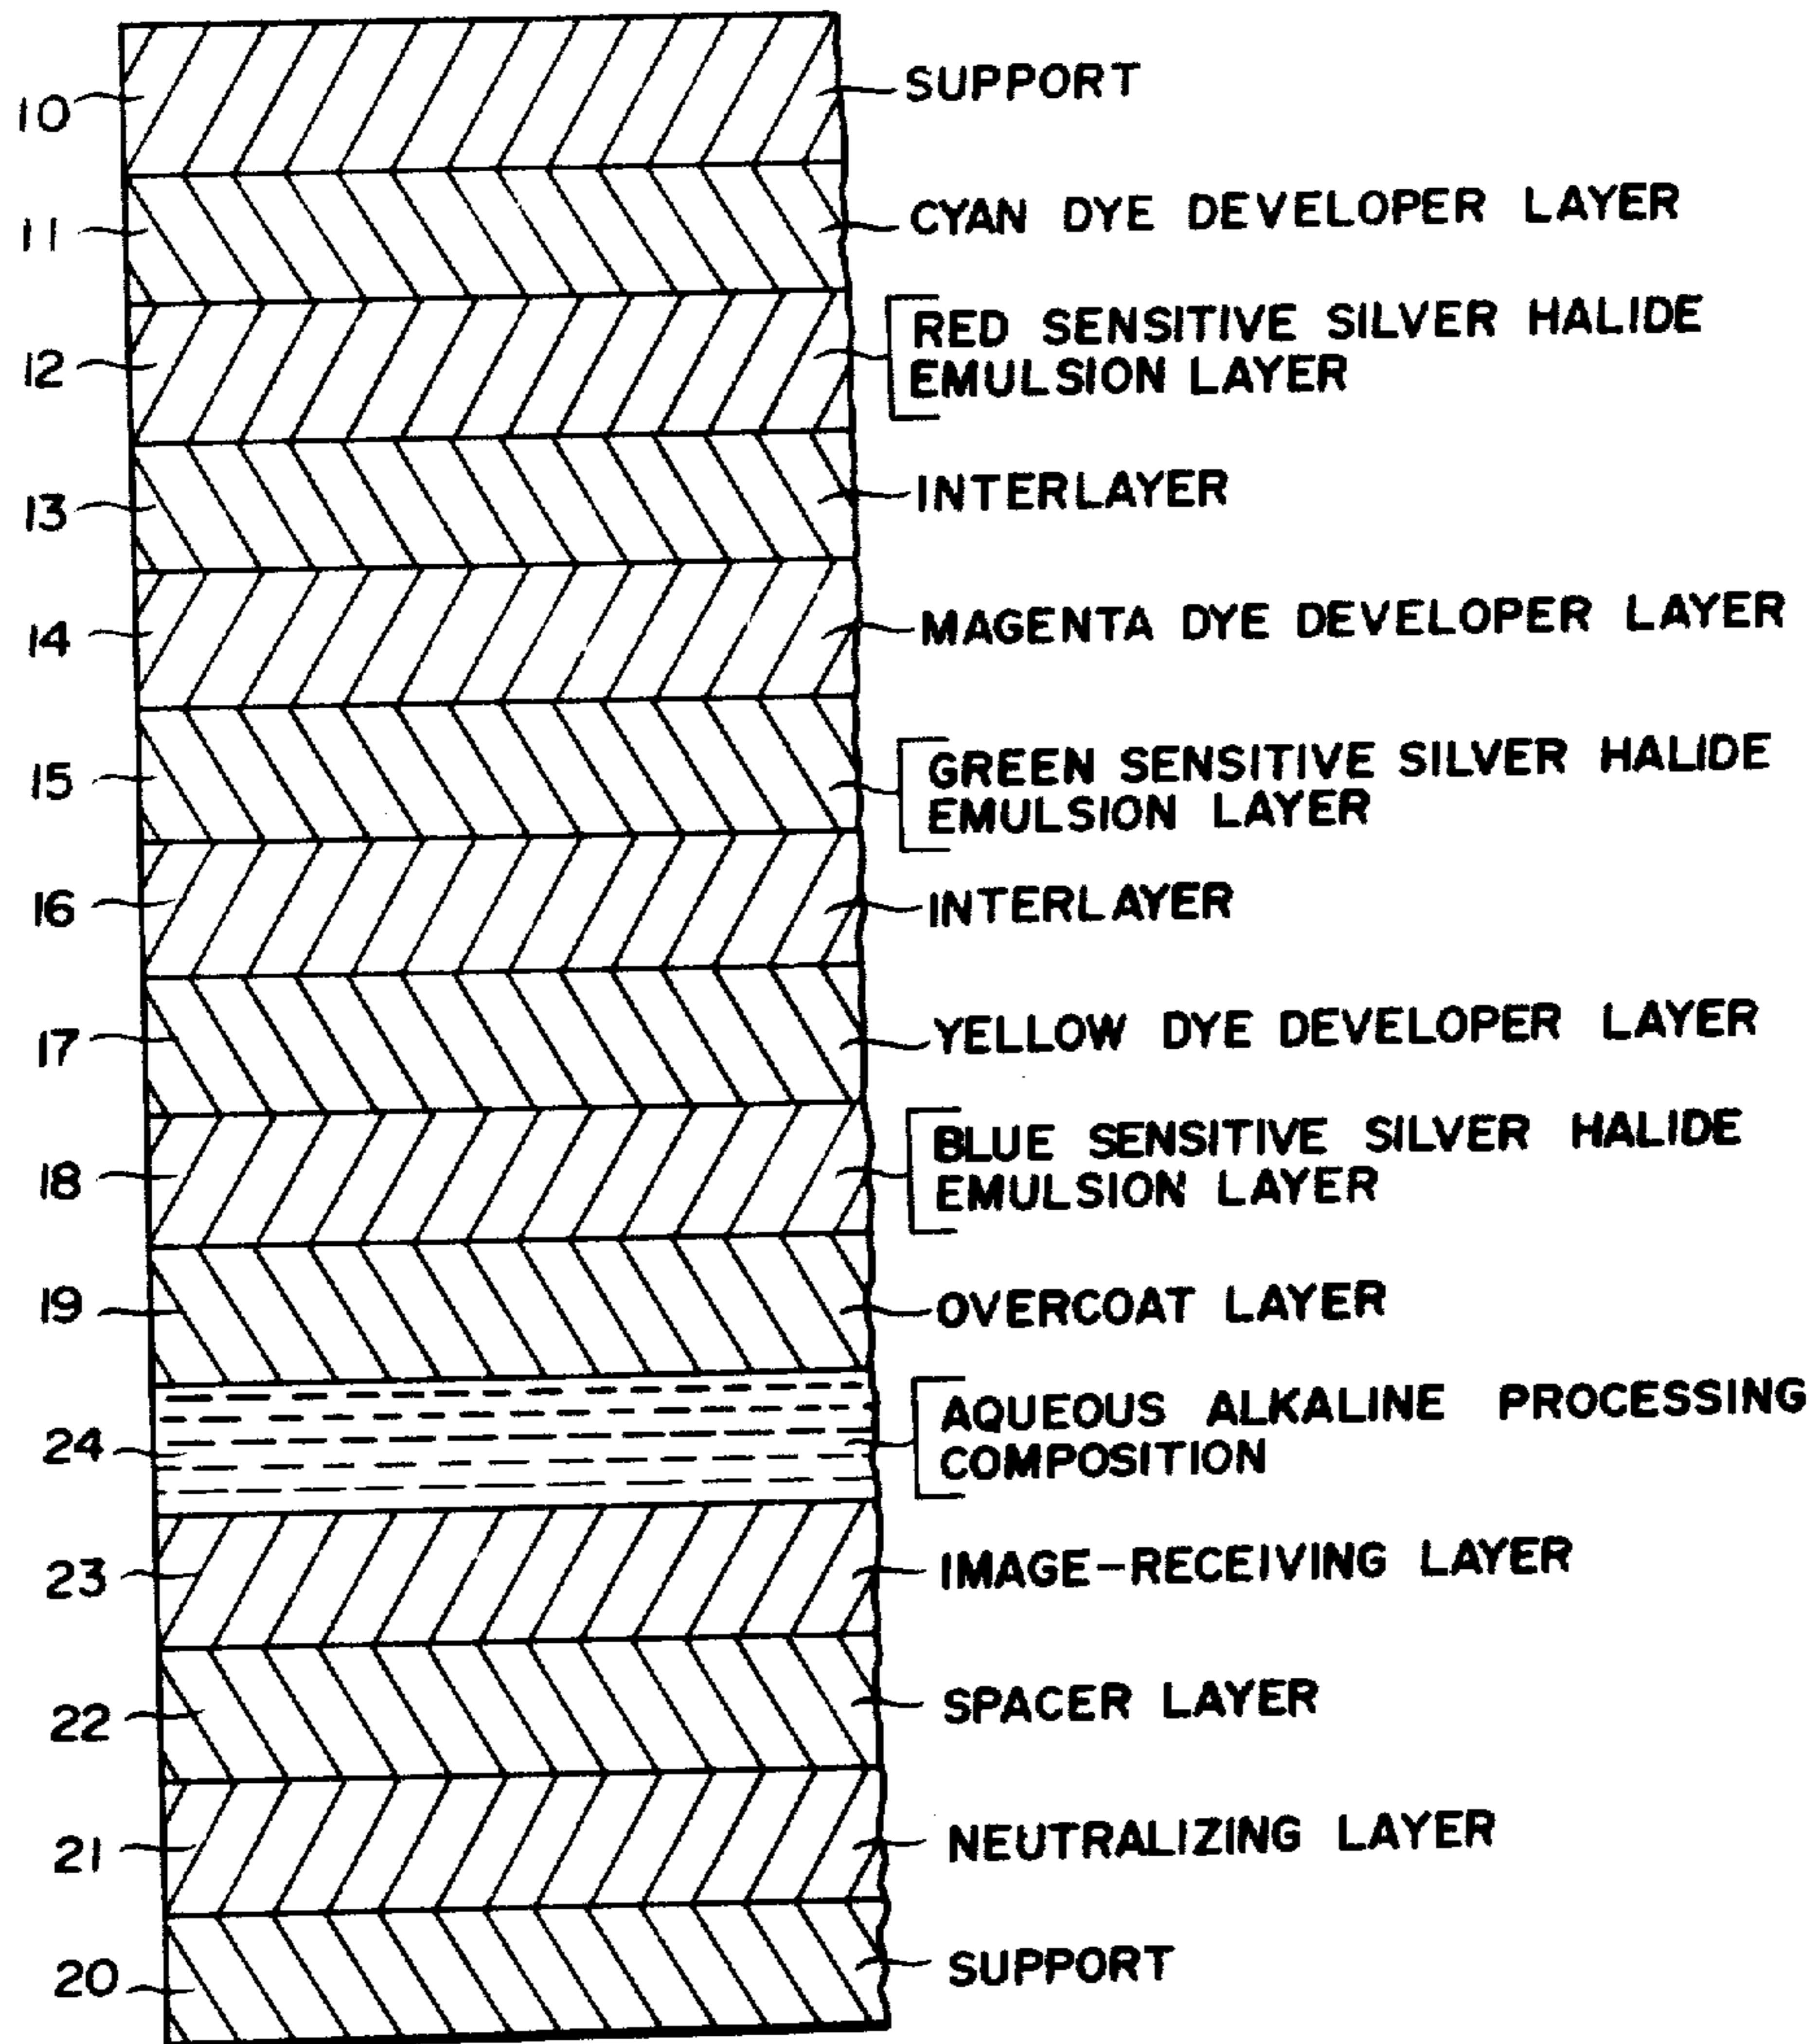 10 SUPPORT
11 CYAN DYE DEVELOPER LAYER
12 RED SENSITIVE SILVER HALIDE
EMULSION LAYER
13 INTERLAYER
14 MAGENTA DYE DEVELOPER LAYER
15 GREEN SENSITIVE SILVER HALIDE
EMULSION LAYER
16 INTERLAYER
17 YELLOW DYE DEVELOPER LAYER
18 BLUE SENSITIVE SILVER HALIDE
EMULSION LAYER
19 OVERCOAT LAYER
24 AQUEOUS ALKALINE PROCESSING
COMPOSITION
23 IMAGE-RECEIVING LAYER
22 SPACER LAYER
21 NEUTRALIZING LAYER
20 SUPPORT